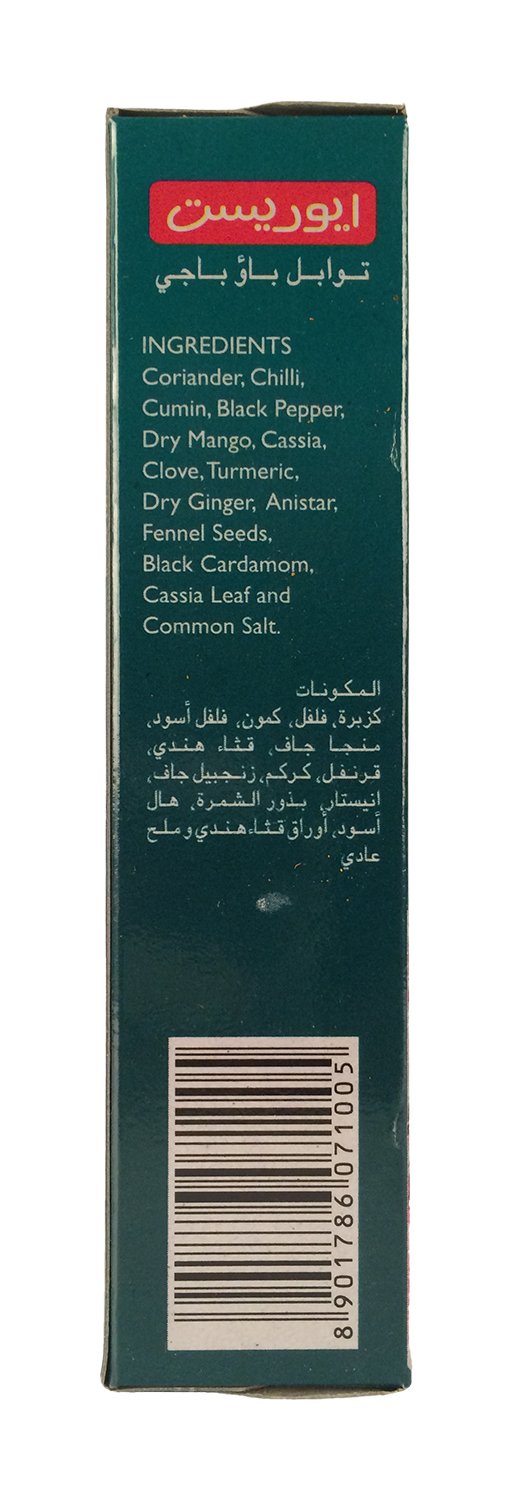 ايوريست
توابل باؤ باجي
INGREDIENTS
Coriander, Chilli,
Cumin, Black Pepper,
Dry Mango, Cassia,
Clove, Turmeric,
Dry Ginger, Anistar,
Fennel Seeds,
Black Cardamom,
Cassia Leaf and
Common Salt.
المكونات
كزبرة، فلفل، كمون، فلفل أسود،
منجا جاف، قثاء هندي،
قرنفل، كركم، زنجبيل جاف،
انيستار، بذور الشمرة، هال
أسود، أوراق قثاء هندي و ملح
عادي
8901786071005